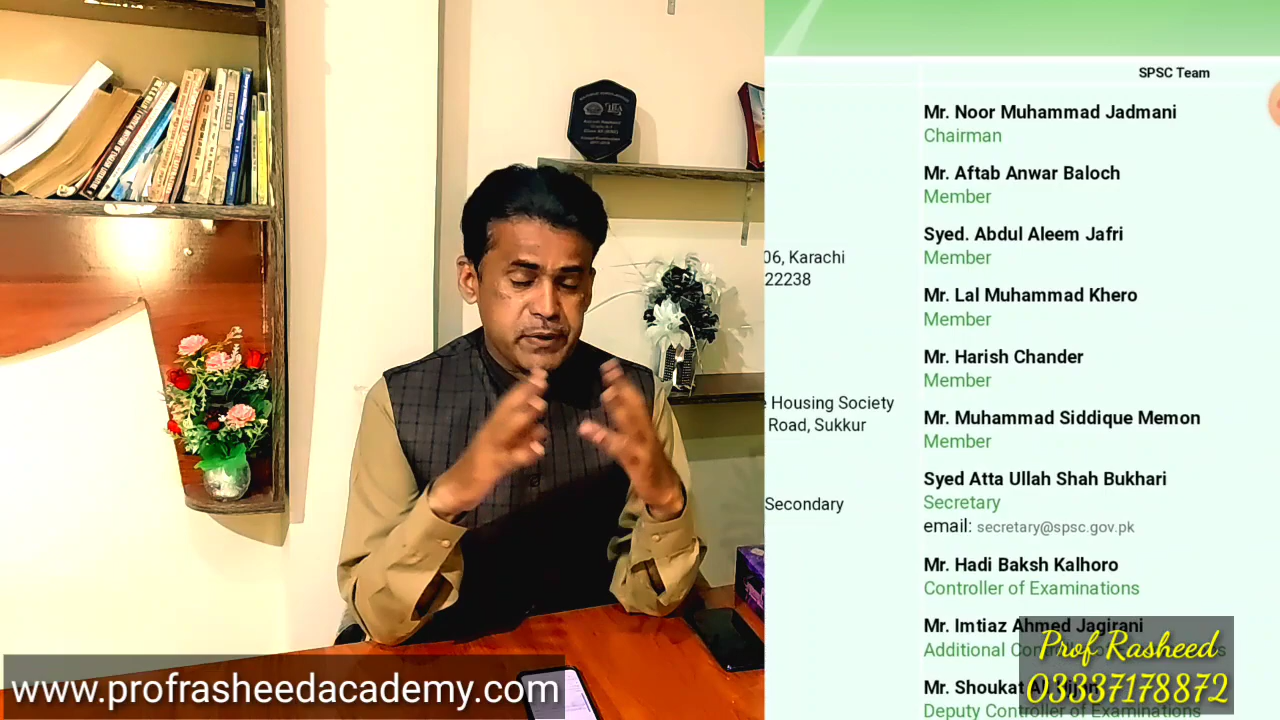 SPSC Team
Mr. Noor Muhammad Jadmani
Chairman
Mr. Aftab Anwar Baloch
Member
Syed. Abdul Aleem Jafri
Member
06, Karachi
22238
Mr. Lal Muhammad Khero
Member
Mr. Harish Chander
Member
Housing Society
Road, Sukkur
Mr. Muhammad Siddique Memon
Member
Syed Atta Ullah Shah Bukhari
Secretary
email: secretary@spsc.gov.pk
Secondary
Mr. Hadi Baksh Kalhoro
Controller of Examinations
Mr. Imtiaz Ahmed Jagirani
Additional
Mr. Shoukat
Deputy Controller of Examinations
Prof Rasheed
03337178872
www.profrasheedacademy.com